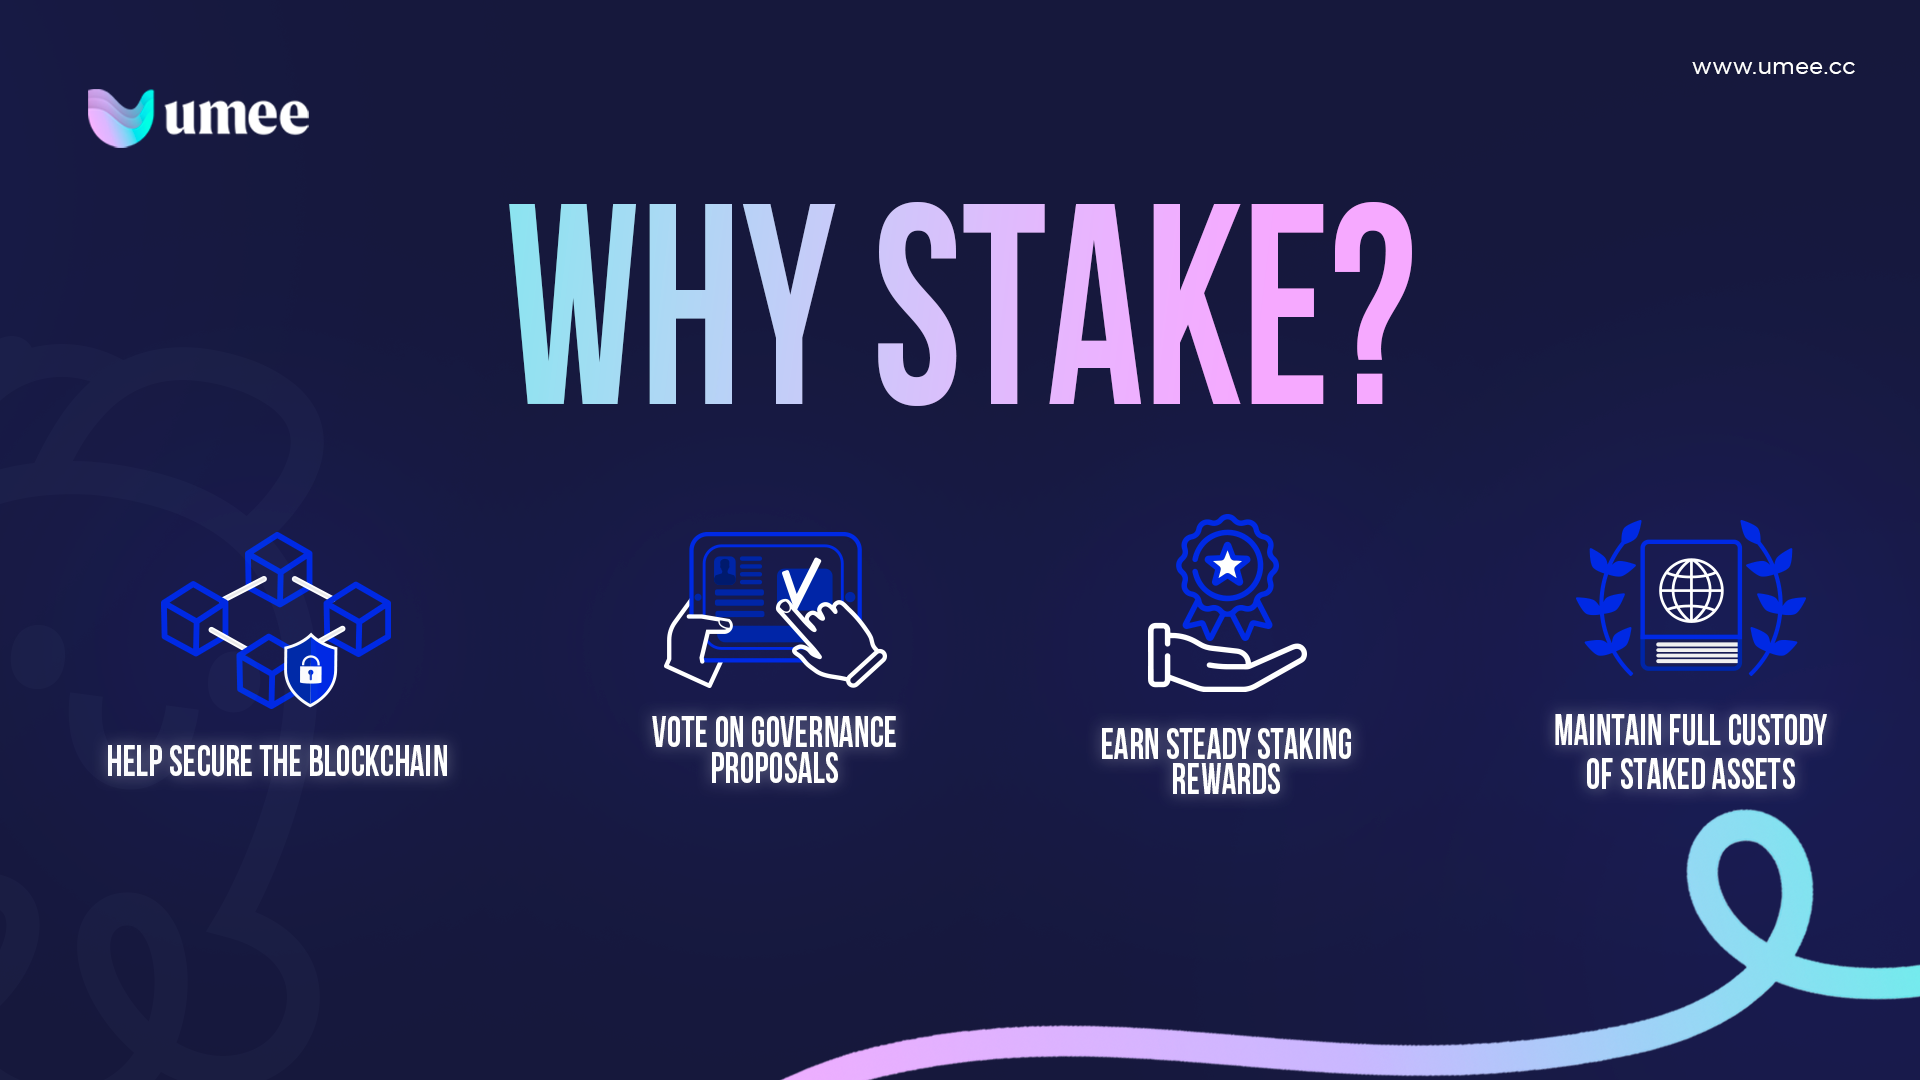 www.umee.cc
umee
WHY STAKE?
HELP SECURE THE BLOCKCHAIN
VOTE ON GOVERNANCE
PROPOSALS
EARN STEADY STAKING
REWARDS
MAINTAIN FULL CUSTODY
OF STAKED ASSETS